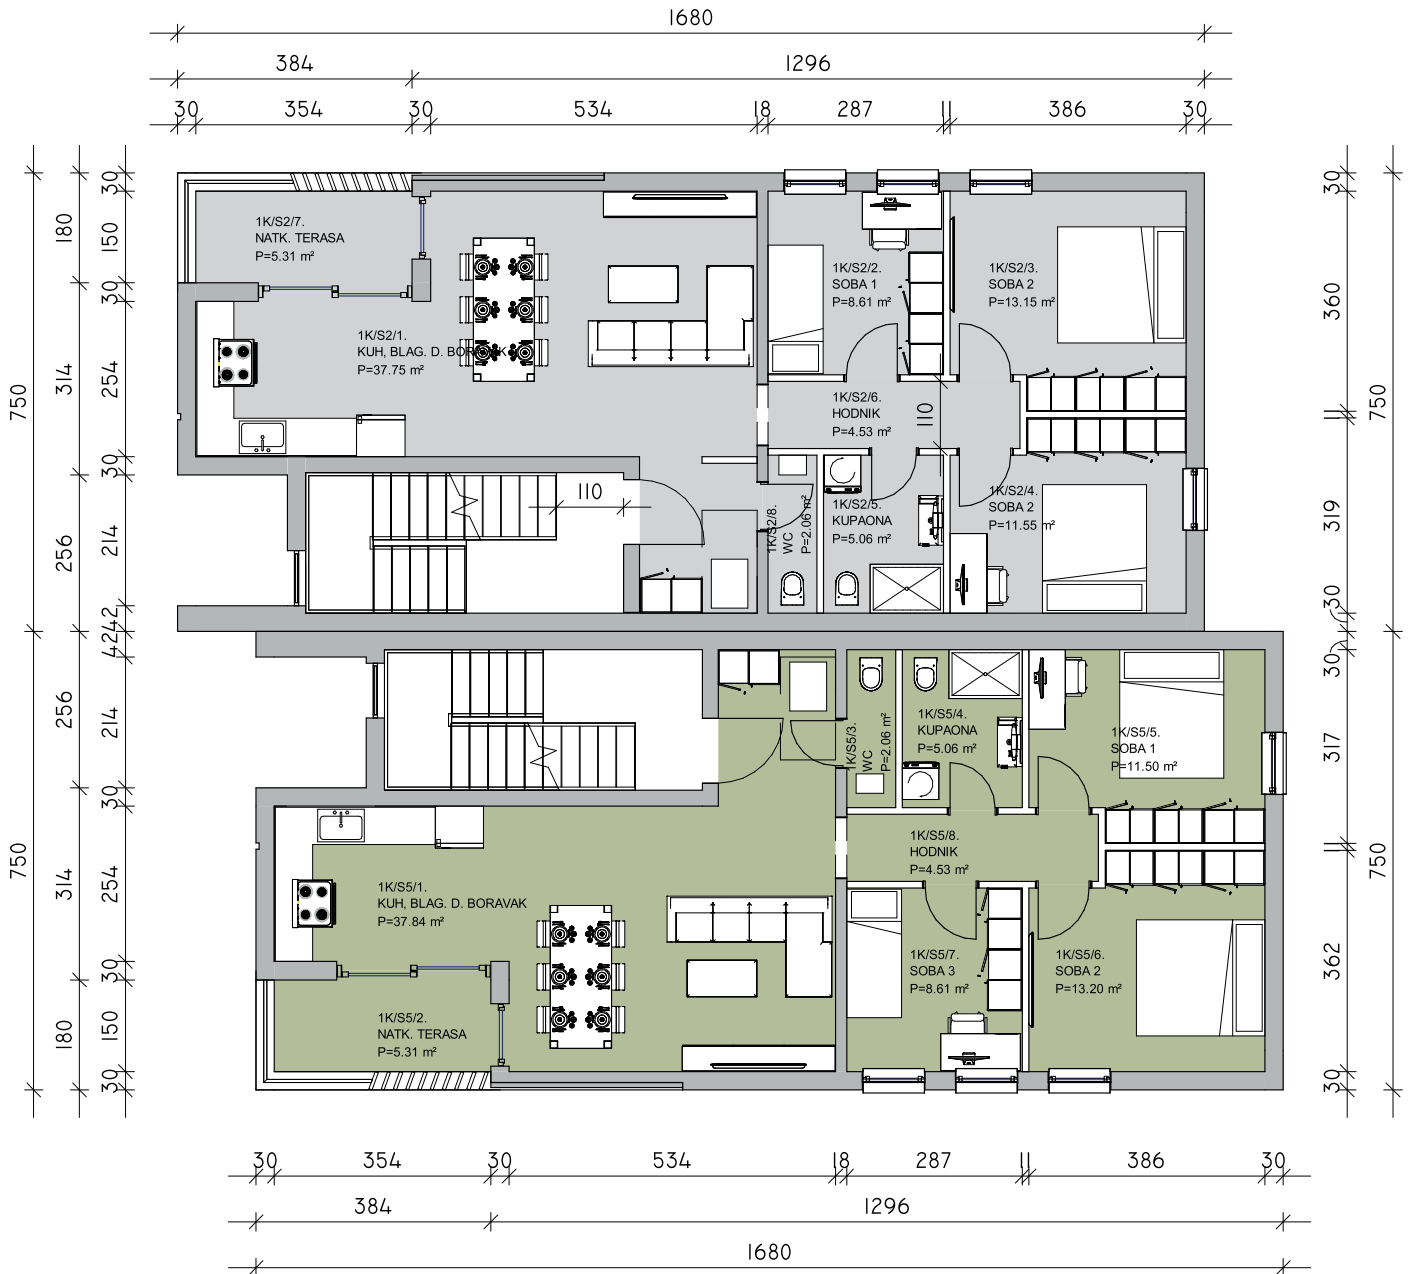 1680
384 1296
30 354 30 534 18 287 11 386 30
750
180 314 256
30 150 30 254 30 214 42
1K/S2/7.
NATK. TERASA
P=5.31 m²
1K/S2/1.
KUH, BLAG. D. BORAVAK
P=37.75 m²
1K/S2/2.
SOBA 1
P=8.61 m²
1K/S2/3.
SOBA 2
P=13.15 m²
1K/S2/6.
HODNIK
P=4.53 m²
110
110
1K/S2/8.
WC
P=2.06 m²
1K/S2/5.
KUPAONA
P=5.06 m²
1K/S2/4.
SOBA 2
P=11.55 m²
30 360 11 319 30
750
750
256 314 180
42 214 30 254 30 150 30
1K/S5/3.
WC
P=2.06 m²
1K/S5/4.
KUPAONA
P=5.06 m²
1K/S5/5.
SOBA 1
P=11.50 m²
1K/S5/8.
HODNIK
P=4.53 m²
1K/S5/1.
KUH, BLAG. D. BORAVAK
P=37.84 m²
1K/S5/7.
SOBA 3
P=8.61 m²
1K/S5/6.
SOBA 2
P=13.20 m²
1K/S5/2.
NATK. TERASA
P=5.31 m²
30 317 11 362 30
750
30 354 30 534 18 287 11 386 30
384 1296
1680